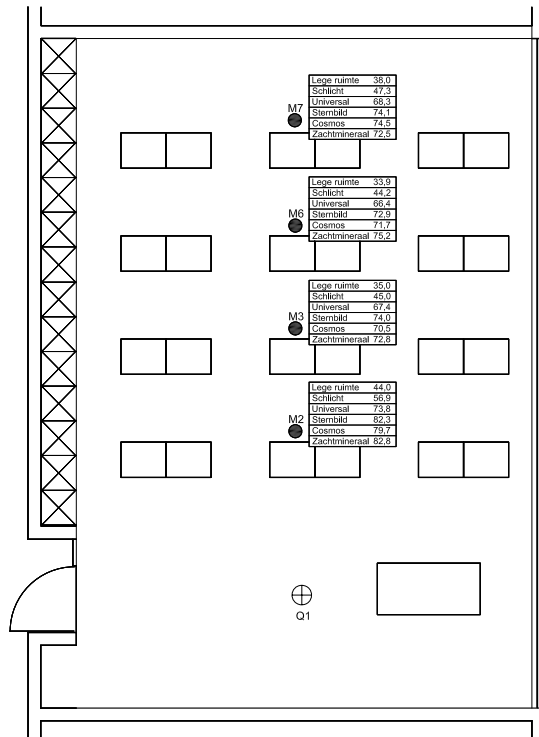 Lege ruimte 38,0
Schlicht 47,3
M7
Universal 68,3
Sternbild 74,1
Cosmos 74,5
Zachtmineraal 72,5
Lege ruimte 33,9
Schlicht 44,2
Universal 66,4
M6
Sternbild 72,9
Cosmos 71,7
Zachtmineraal 75,2
Lege ruimte 35,0
Schlicht 45,0
Universal 67,4
M3
Sternbild 74,0
Cosmos 70,5
Zachtmineraal 72,8
Lege ruimte 44,0
Schlicht 56,9
Universal 73,8
M2
Sternbild 82,3
Cosmos 79,7
Zachtmineraal 82,8
Q1